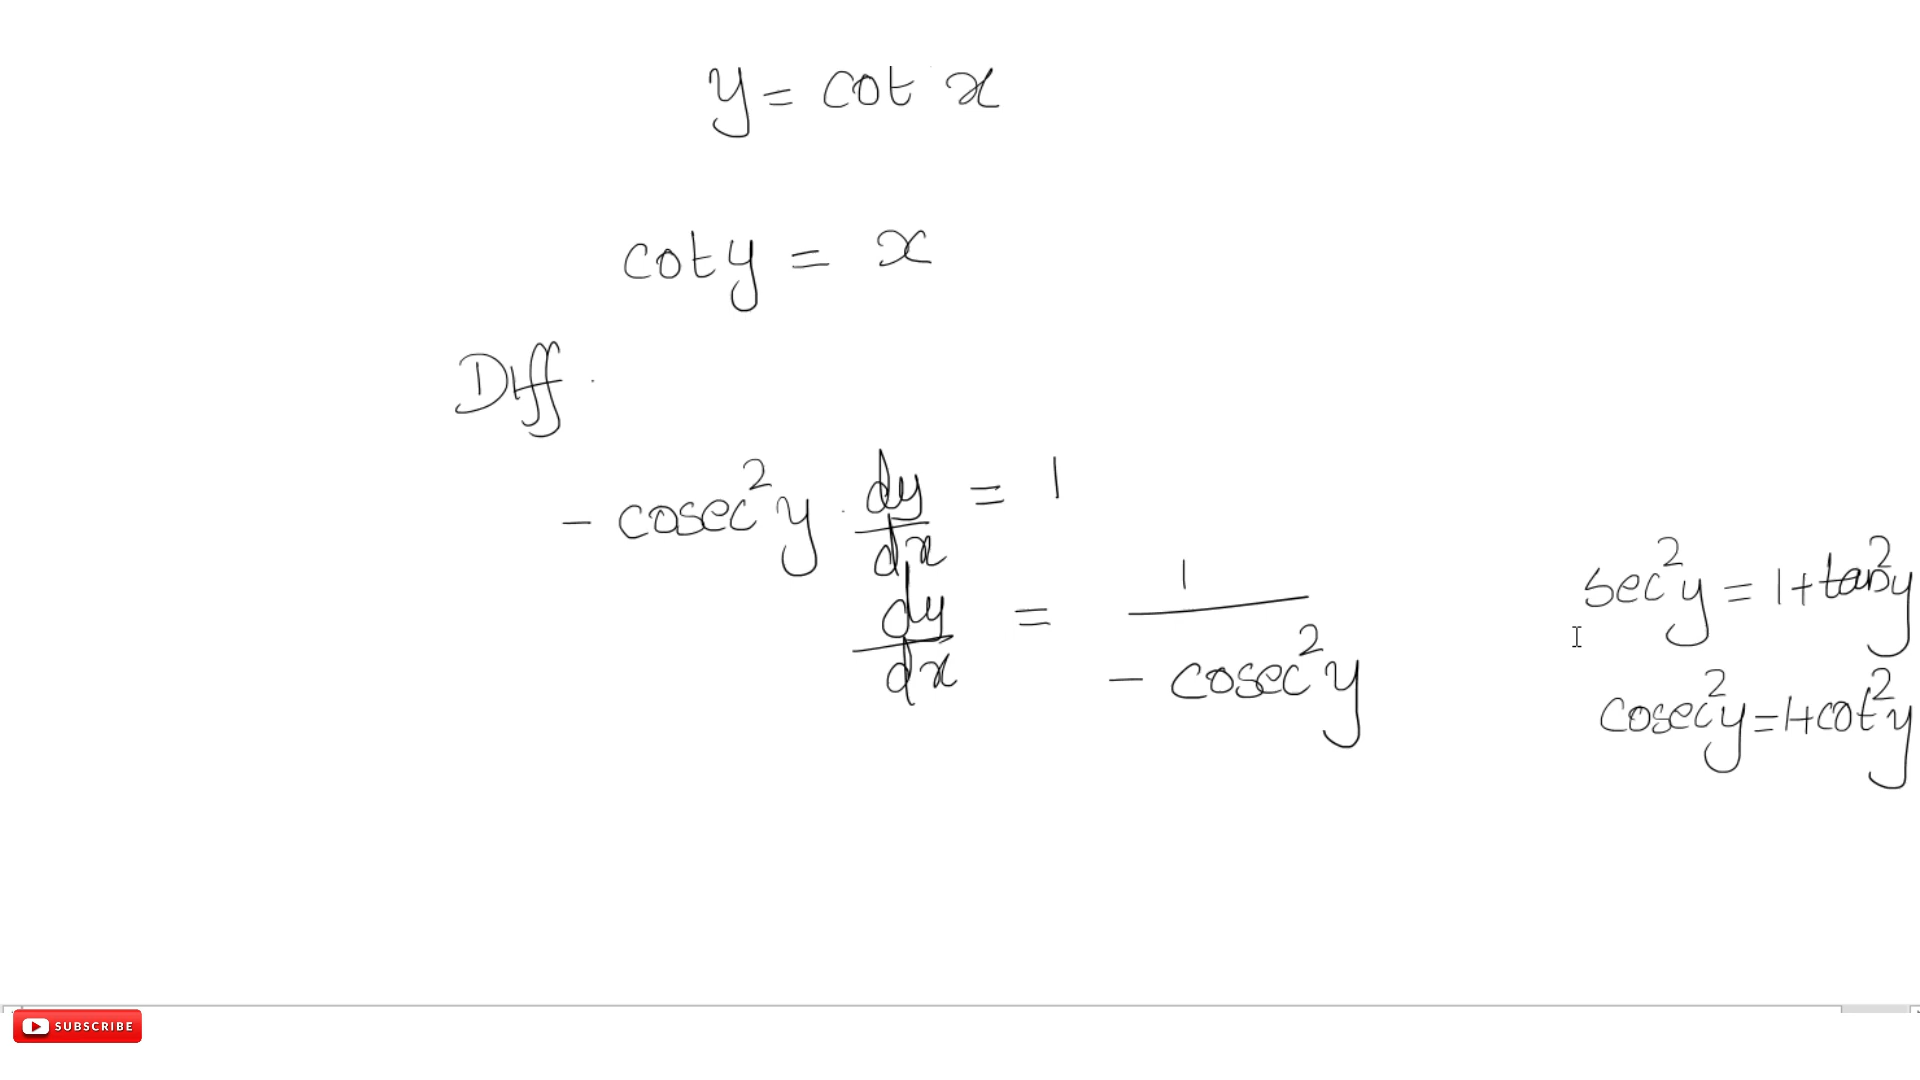 y = cot x
cot y = x
Diff.
- cosec²y · dy/dx = 1
dy/dx = 1/(- cosec²y)
sec²y = 1 + tan²y
cosec²y = 1 + cot²y
SUBSCRIBE